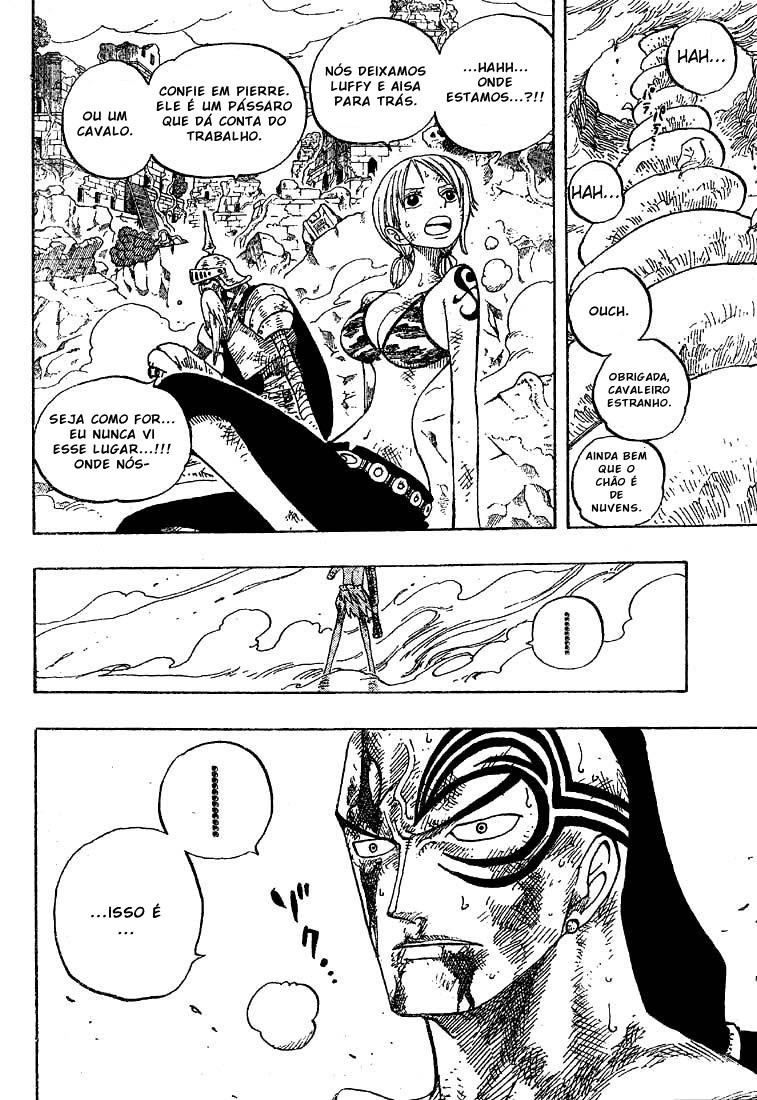 HAH...
HAH...
OUCH.
OBRIGADA,
CAVALEIRO
ESTRANHO.
AINDA BEM
QUE O
CHÃO É
DE
NUVENS.
...HAHH...
ONDE
ESTAMOS...?!!
NÓS DEIXAMOS
LUFFY E AISA
PARA TRÁS.
CONFIE EM PIERRE.
ELE É UM PÁSSARO
QUE DÁ CONTA DO
TRABALHO.
OU UM
CAVALO.
SEJA COMO FOR...
EU NUNCA VI
ESSE LUGAR...!!!
ONDE NÓS-
...ISSO É
...
ゾク...